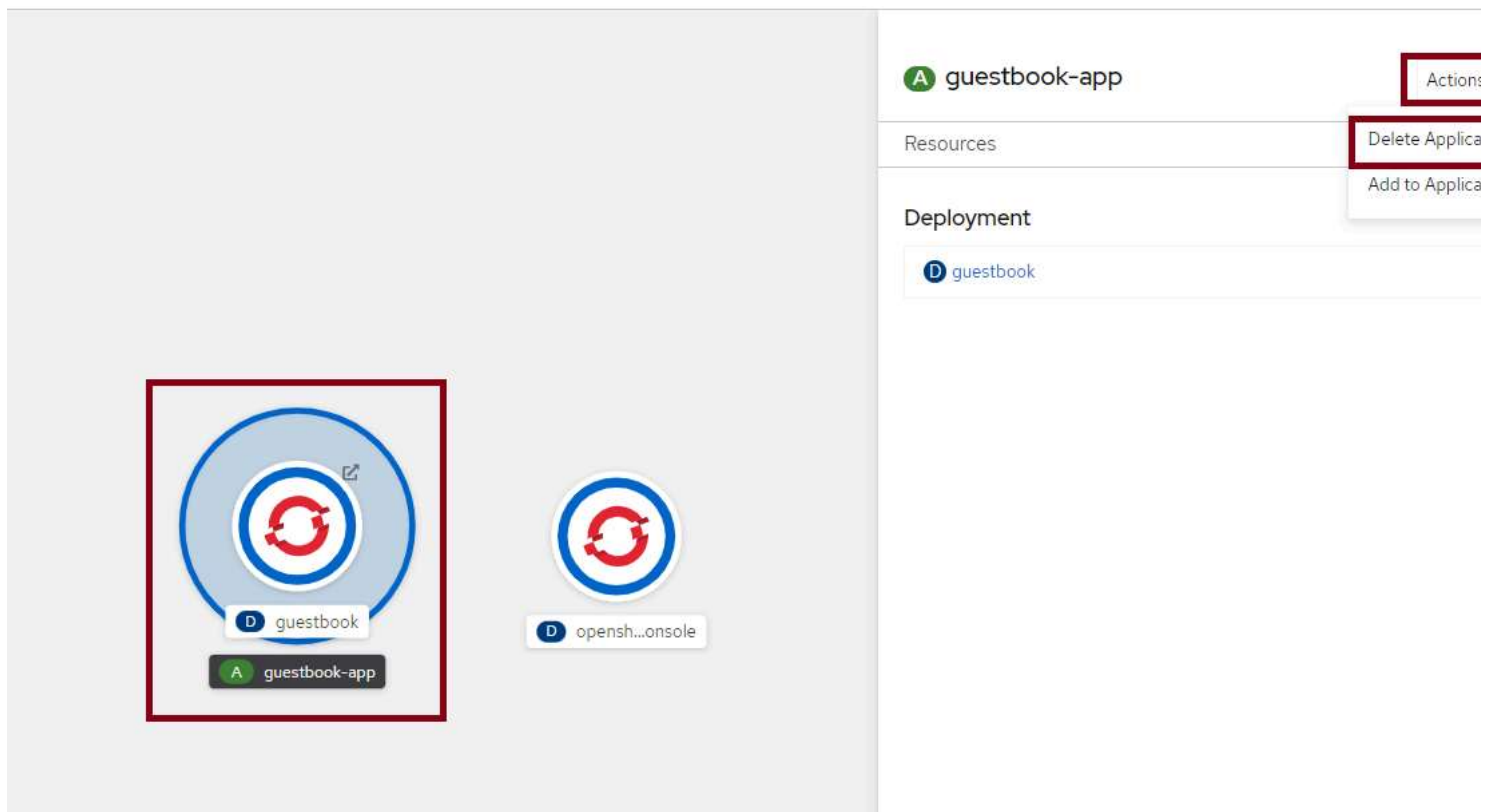 A guestbook-app
Actions
Delete Applica
Resources
Add to Applica
Deployment
D guestbook
D guestbook
D opensh...onsole
A guestbook-app